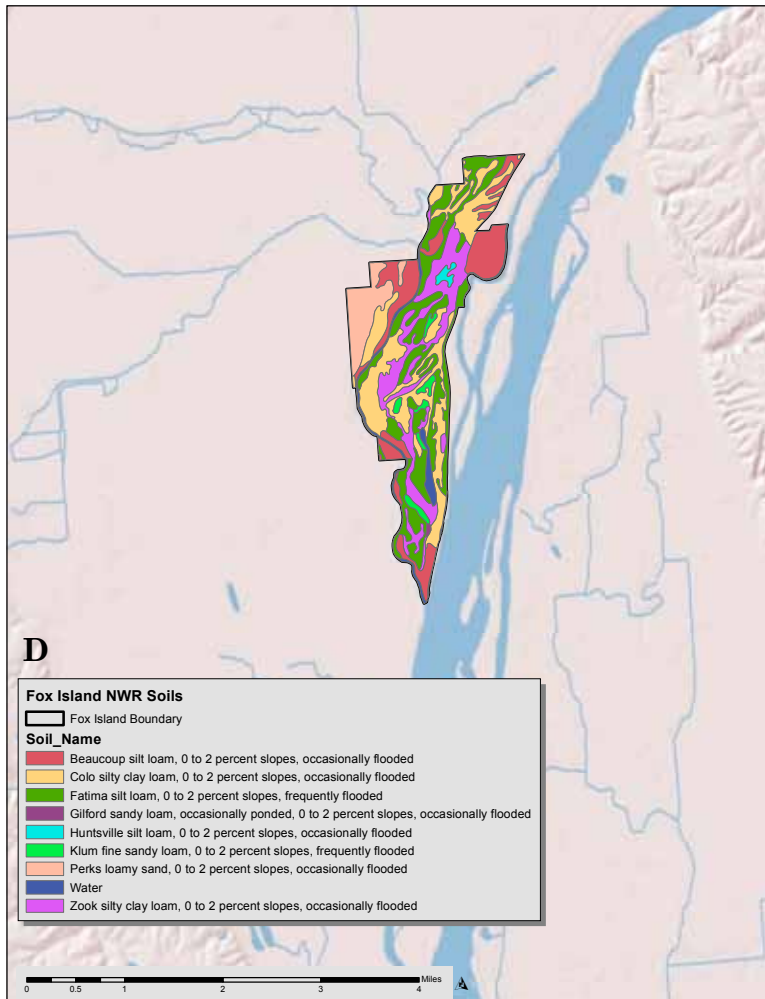 D
Fox Island NWR Soils
Fox Island Boundary
Soil_Name
Beaucoup silt loam, 0 to 2 percent slopes, occasionally flooded
Colo silty clay loam, 0 to 2 percent slopes, occasionally flooded
Fatima silt loam, 0 to 2 percent slopes, frequently flooded
Gilford sandy loam, occasionally ponded, 0 to 2 percent slopes, occasionally flooded
Huntsville silt loam, 0 to 2 percent slopes, occasionally flooded
Klum fine sandy loam, 0 to 2 percent slopes, frequently flooded
Perks loamy sand, 0 to 2 percent slopes, occasionally flooded
Water
Zook silty clay loam, 0 to 2 percent slopes, occasionally flooded
Miles
0 0.5 1 2 3 4